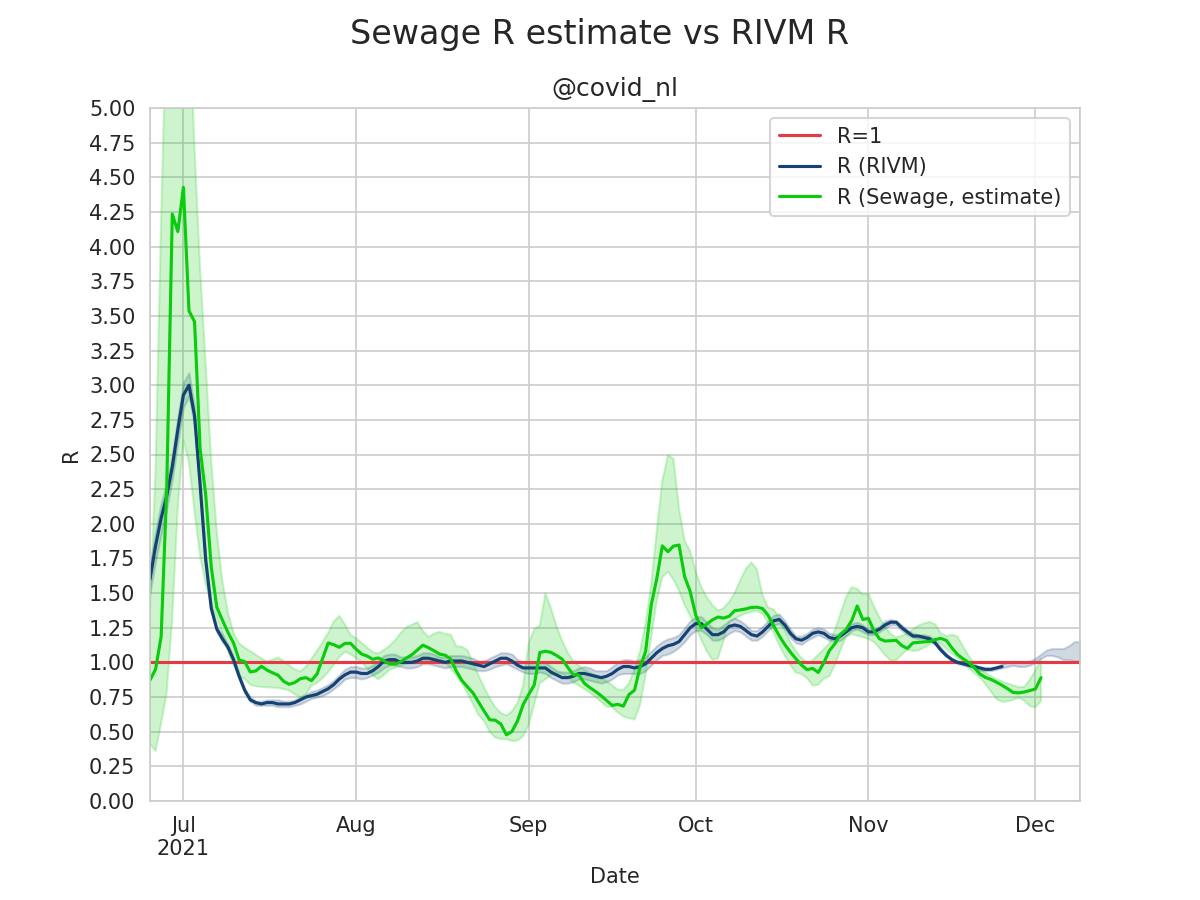 Sewage R estimate vs RIVM R
@covid_nl
R=1
R (RIVM)
R (Sewage, estimate)
R
5.00
4.75
4.50
4.25
4.00
3.75
3.50
3.25
3.00
2.75
2.50
2.25
2.00
1.75
1.50
1.25
1.00
0.75
0.50
0.25
0.00
Jul Aug Sep Oct Nov Dec
2021
Date